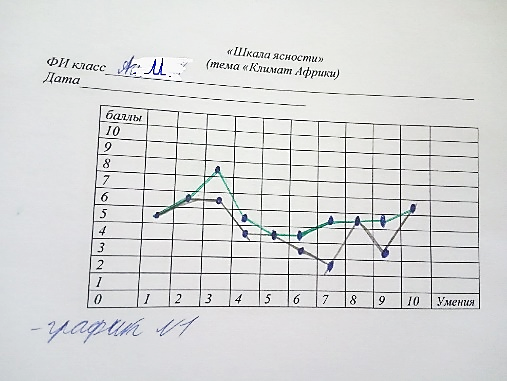 «Шкала ясности»
ФИ класс (тема «Климат Африки)
Дата
баллы
10
9
8
7
6
5
4
3
2
1
0 1 2 3 4 5 6 7 8 9 10 Умения
-график №1